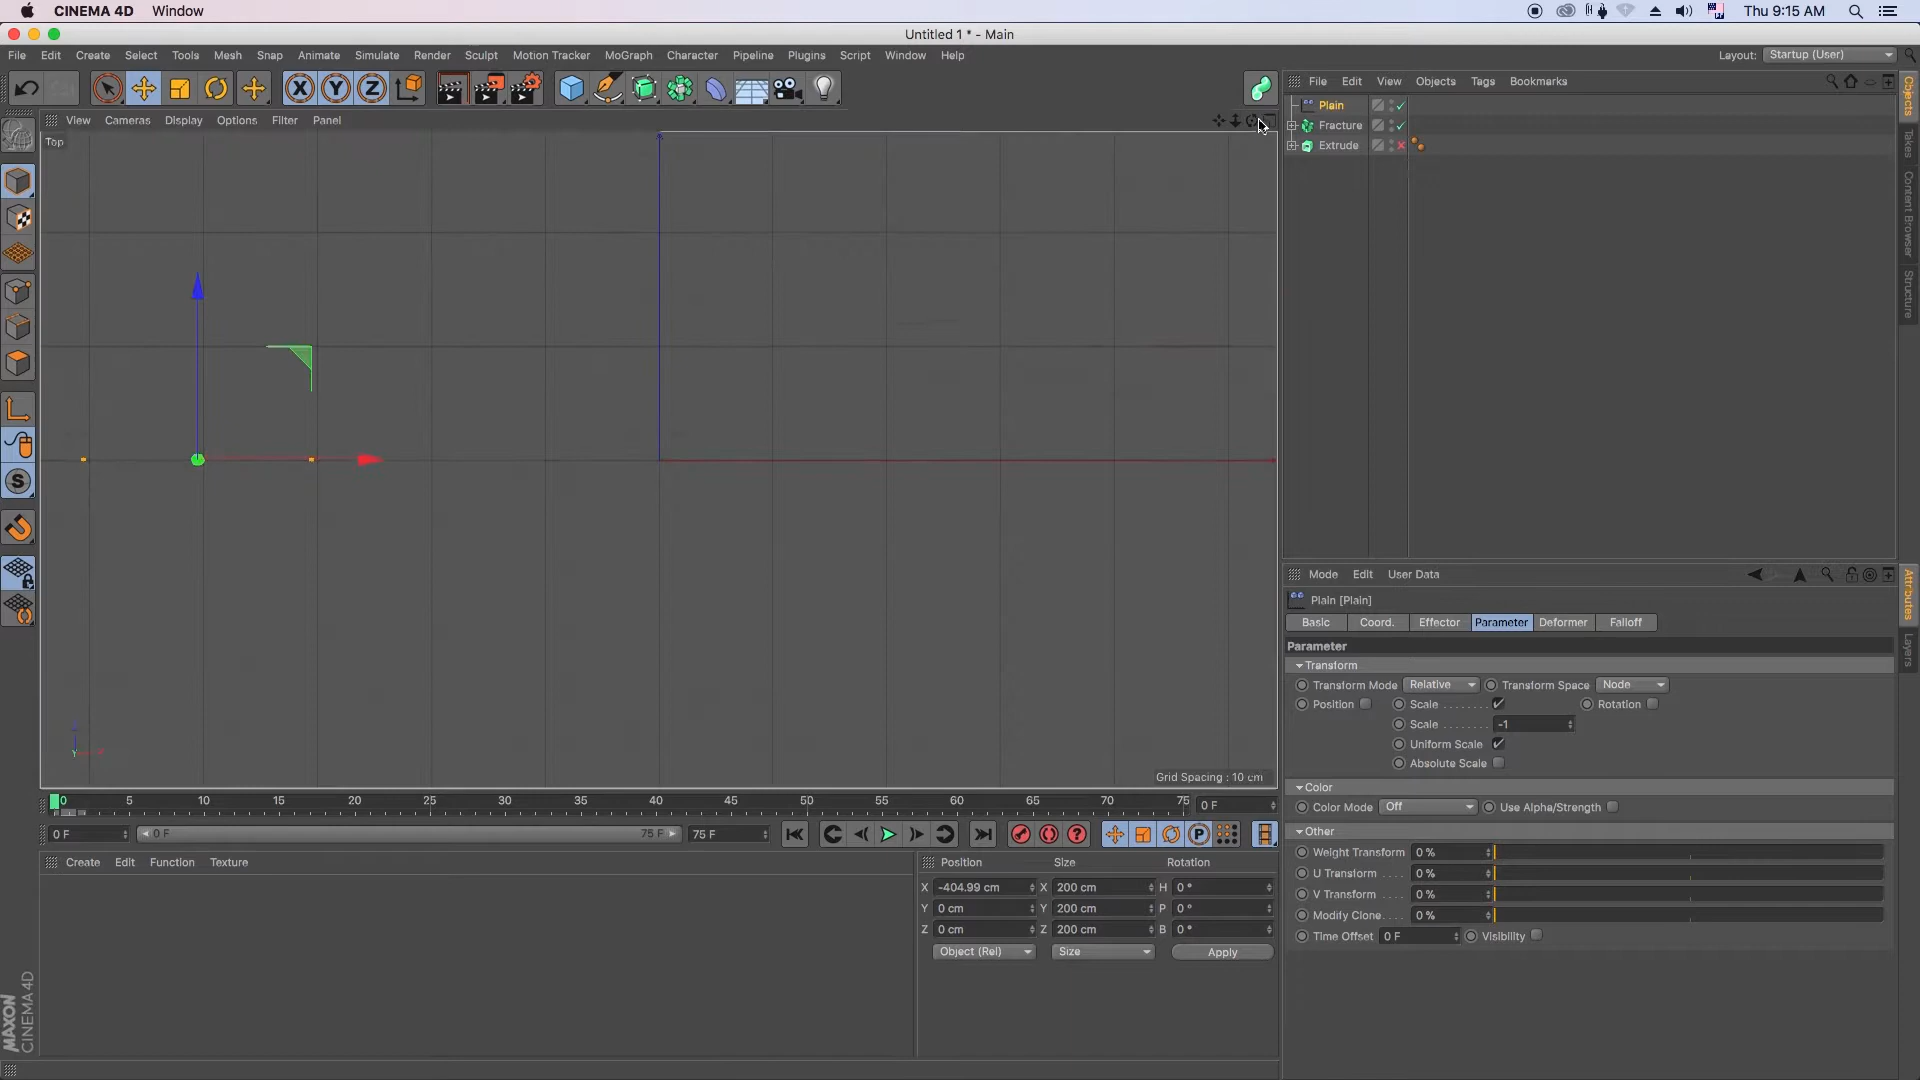 CINEMA 4D Window Thu 9:15 AM
Untitled 1 * - Main
File Edit Create Select Tools Mesh Snap Animate Simulate Render Sculpt Motion Tracker MoGraph Character Pipeline Plugins Script Window Help Layout: Startup (User)
X Y Z
File Edit View Objects Tags Bookmarks
Plain
Fracture
Extrude
Objects
Takes
Content Browser
Structure
View Cameras Display Options Filter Panel
Top
S
Y
Grid Spacing : 10 cm
0 5 10 15 20 25 30 35 40 45 50 55 60 65 70 75 0 F
0 F 0 F 75 F 75 F P
Create Edit Function Texture
Position Size Rotation
X -404.99 cm X 200 cm H 0 °
Y 0 cm Y 200 cm P 0 °
Z 0 cm Z 200 cm B 0 °
Object (Rel) Size Apply
MAXON
CINEMA 4D
Mode Edit User Data
Plain [Plain]
Basic Coord. Effector Parameter Deformer Falloff
Parameter
Transform
Transform Mode Relative Transform Space Node
Position Scale . . . . . . . . Rotation
Scale . . . . . . . . -1
Uniform Scale
Absolute Scale
Color
Color Mode Off Use Alpha/Strength
Other
Weight Transform 0 %
U Transform . . . . 0 %
V Transform . . . . 0 %
Modify Clone. . . . 0 %
Time Offset 0 F Visibility
Attributes
Layers